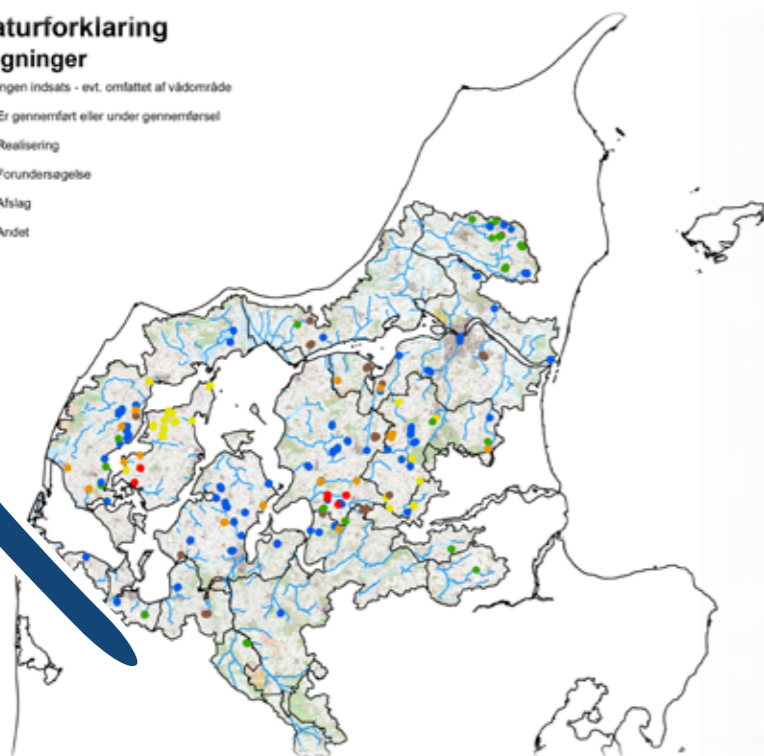 aturforklaring
gninger
ngen indsats - evt. omfattet af vådområde
Er gennemført eller under gennemførsel
Realisering
Forundersøgelse
Afslag
Andet